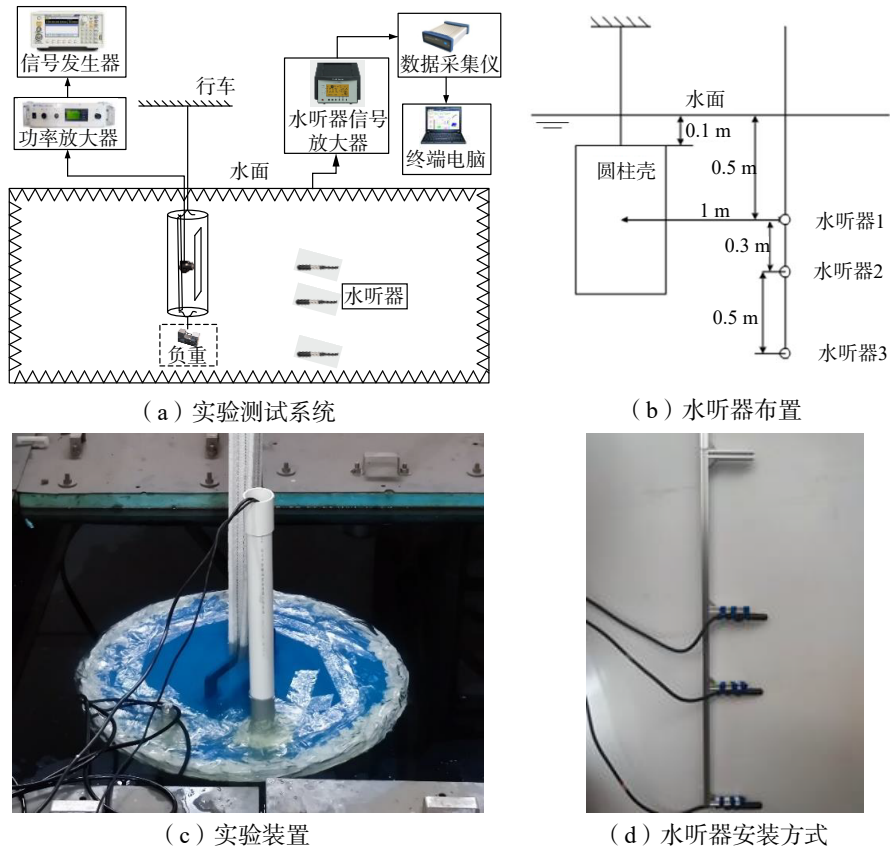 信号发生器
功率放大器
行车
水听器信号
放大器
数据采集仪
终端电脑
水面
水听器
负重
（a）实验测试系统
水面
0.1 m
圆柱壳
0.5 m
1 m
水听器1
0.3 m
水听器2
0.5 m
水听器3
（b）水听器布置
（c）实验装置
（d）水听器安装方式